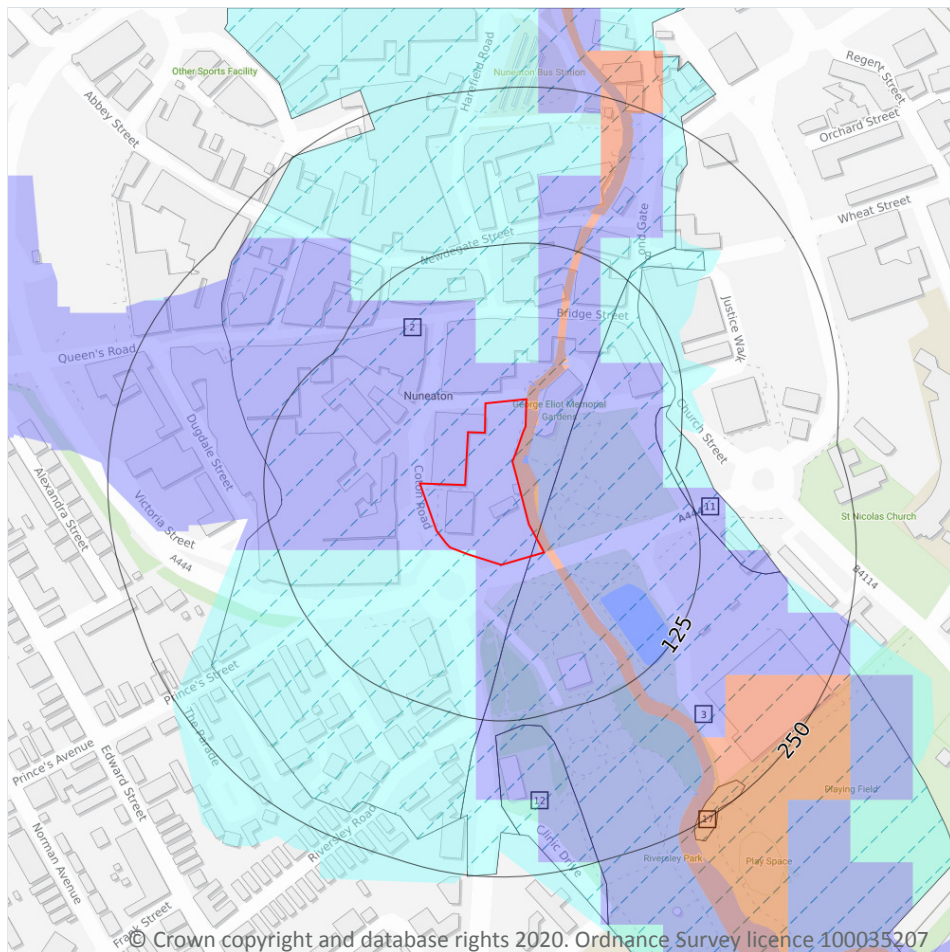 Other Sports Facility
Abbey Street
Harefield Road
Nuneaton Bus Station
Regent Street
Orchard Street
Wheat Street
Newdegate Street
Bond Gate
Bridge Street
Justice Walk
2
Queen's Road
Nuneaton
George Eliot Memorial
Gardens
Church Street
Dugdale Street
Coton Road
Alexandra Street
Victoria Street
A444
11
A444
St Nicolas Church
B4114
125
Prince's Street
The Parade
3
250
Prince's Avenue
Edward Street
Norman Avenue
12
17
Playing Field
Riversley Road
Clinic Drive
Riversley Park
Play Space
Frank Street
© Crown copyright and database rights 2020. Ordnance Survey licence 100035207